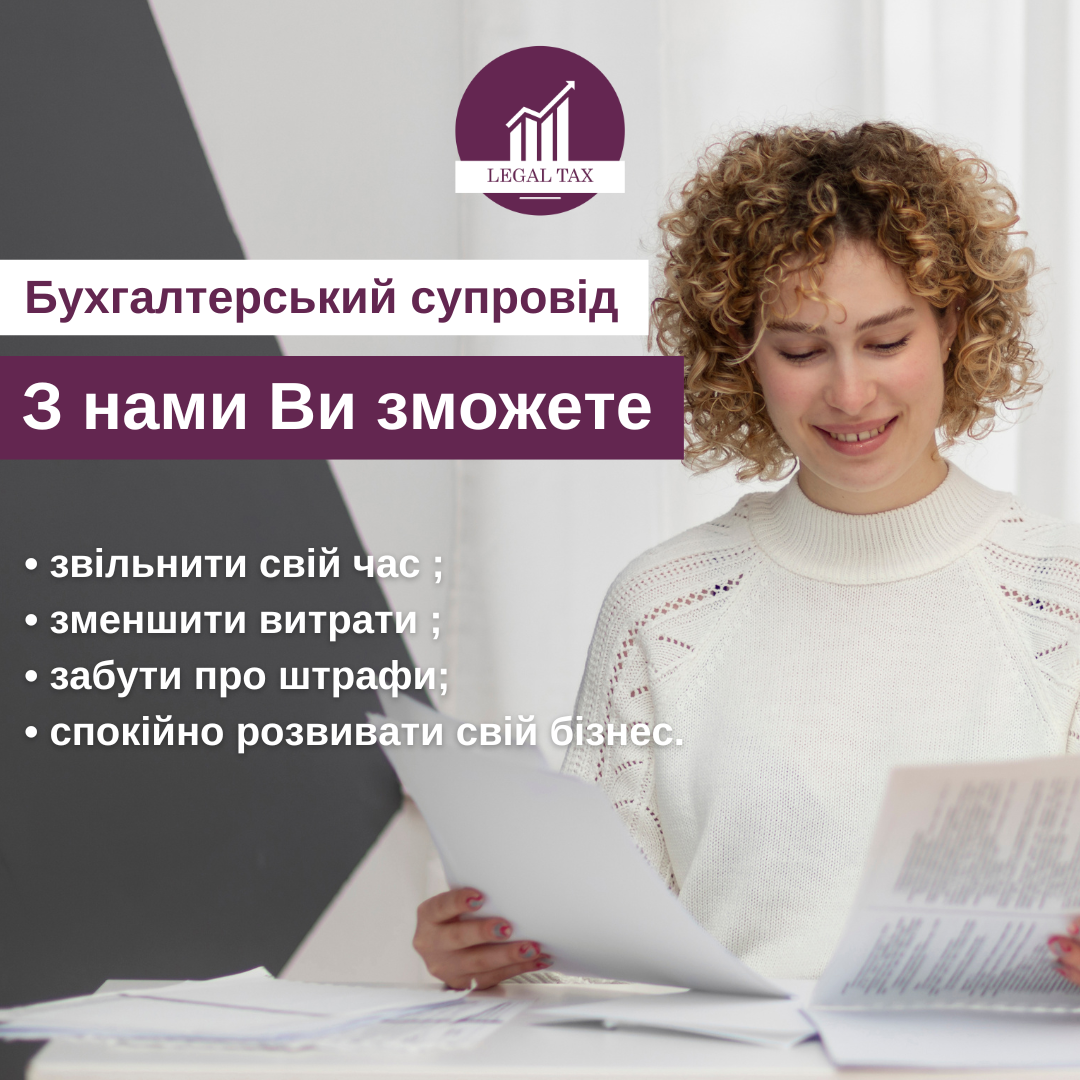 LEGAL TAX
Бухгалтерський супровід
З нами Ви зможете
• звільнити свій час ;
• зменшити витрати ;
• забути про штрафи;
• спокійно розвивати свій бізнес.